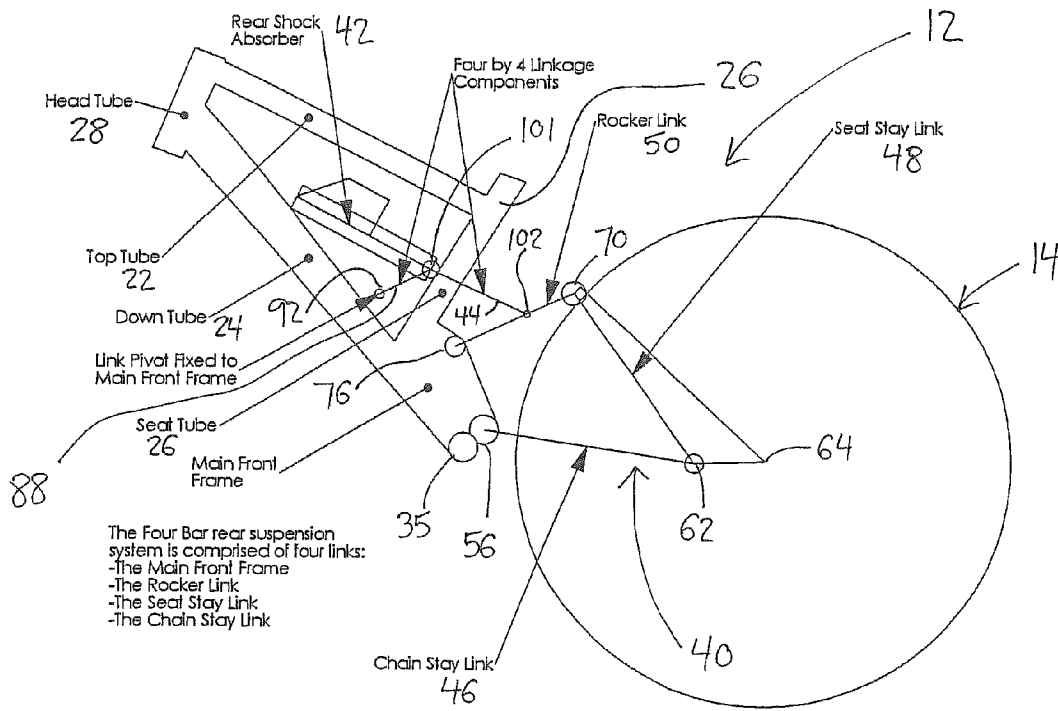 Rear Shock
Absorber 42
12
Four by 4 Linkage
Components
26
Head Tube
28
101
Rocker Link
50
Seat Stay Link
48
102
70
14
Top Tube
22
92
44
Down Tube
24
Link Pivot Fixed to
Main Front Frame
76
Seat Tube
26
64
88
Main Front
Frame
35
56
62
The Four Bar rear suspension
system is comprised of four links:
-The Main Front Frame
-The Rocker Link
-The Seat Stay Link
-The Chain Stay Link
40
Chain Stay Link
46